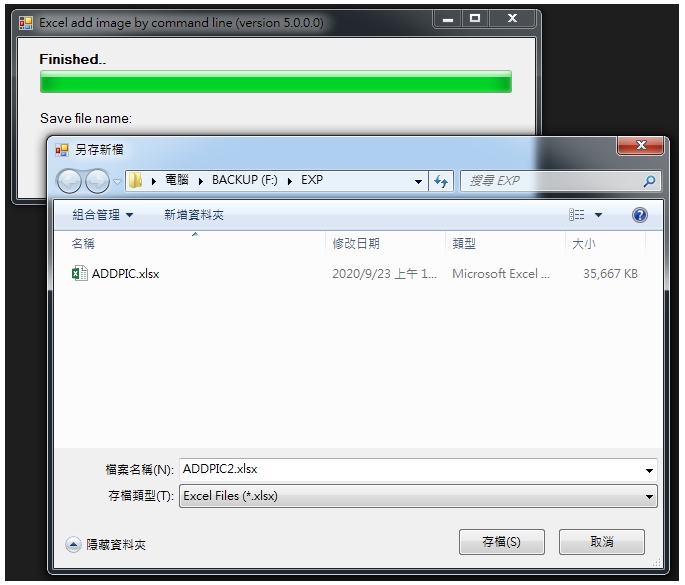 Excel add image by command line (version 5.0.0.0)
Finished..
Save file name:
另存新檔
電腦 BACKUP (F:) EXP
搜尋 EXP
組合管理 新增資料夾
名稱 修改日期 類型 大小
ADDPIC.xlsx 2020/9/23 上午 1... Microsoft Excel ... 35,667 KB
檔案名稱(N): ADDPIC2.xlsx
存檔類型(T): Excel Files (*.xlsx)
隱藏資料夾 存檔(S) 取消